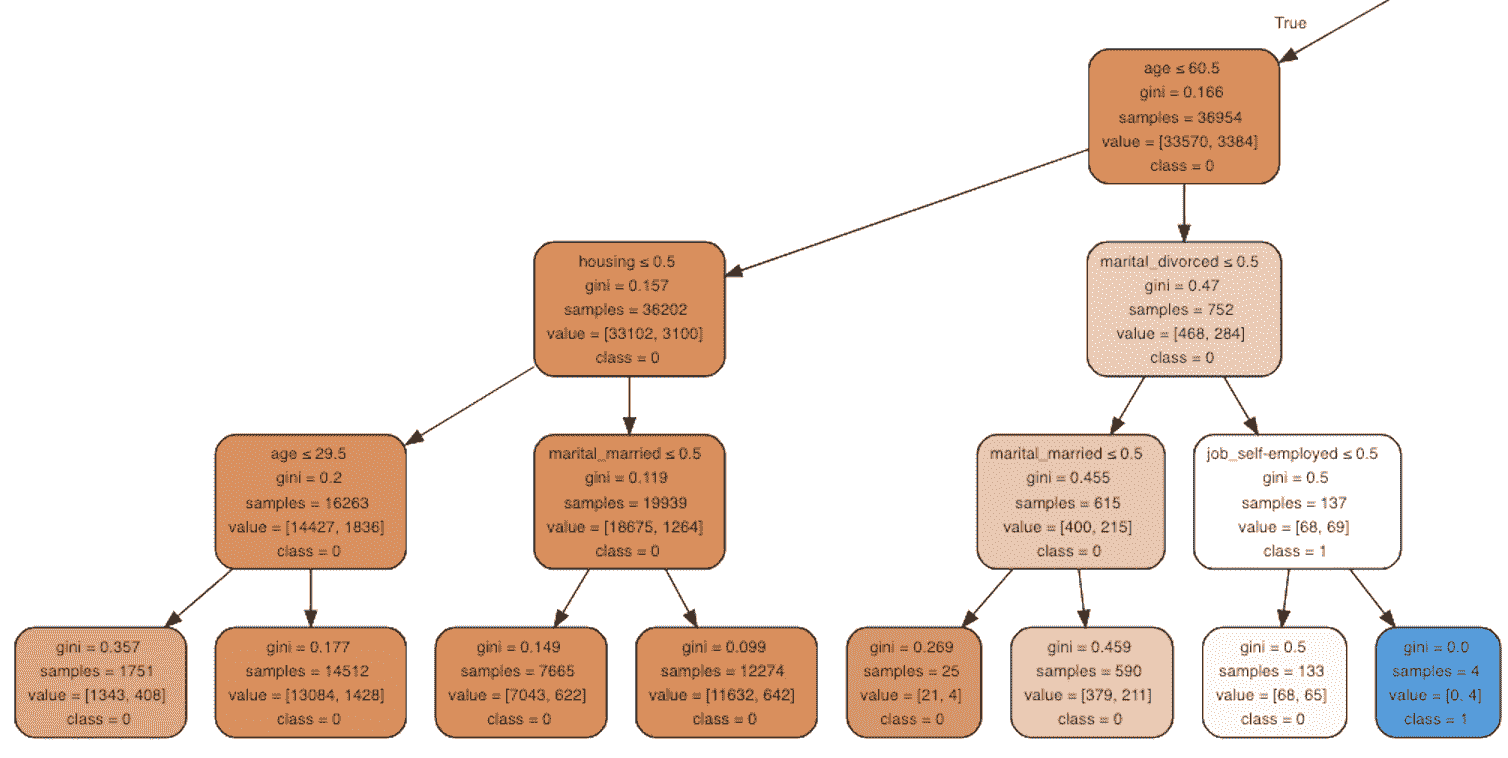 True
age ≤ 60.5
gini = 0.166
samples = 36954
value = [33570, 3384]
class = 0
housing ≤ 0.5
gini = 0.157
samples = 36202
value = [33102, 3100]
class = 0
marital_divorced ≤ 0.5
gini = 0.47
samples = 752
value = [468, 284]
class = 0
age ≤ 29.5
gini = 0.2
samples = 16263
value = [14427, 1836]
class = 0
marital_married ≤ 0.5
gini = 0.119
samples = 19939
value = [18675, 1264]
class = 0
marital_married ≤ 0.5
gini = 0.455
samples = 615
value = [400, 215]
class = 0
job_self-employed ≤ 0.5
gini = 0.5
samples = 137
value = [68, 69]
class = 1
gini = 0.357
samples = 1751
value = [1343, 408]
class = 0
gini = 0.177
samples = 14512
value = [13084, 1428]
class = 0
gini = 0.149
samples = 7665
value = [7043, 622]
class = 0
gini = 0.099
samples = 12274
value = [11632, 642]
class = 0
gini = 0.269
samples = 25
value = [21, 4]
class = 0
gini = 0.459
samples = 590
value = [379, 211]
class = 0
gini = 0.5
samples = 133
value = [68, 65]
class = 0
gini = 0.0
samples = 4
value = [0, 4]
class = 1